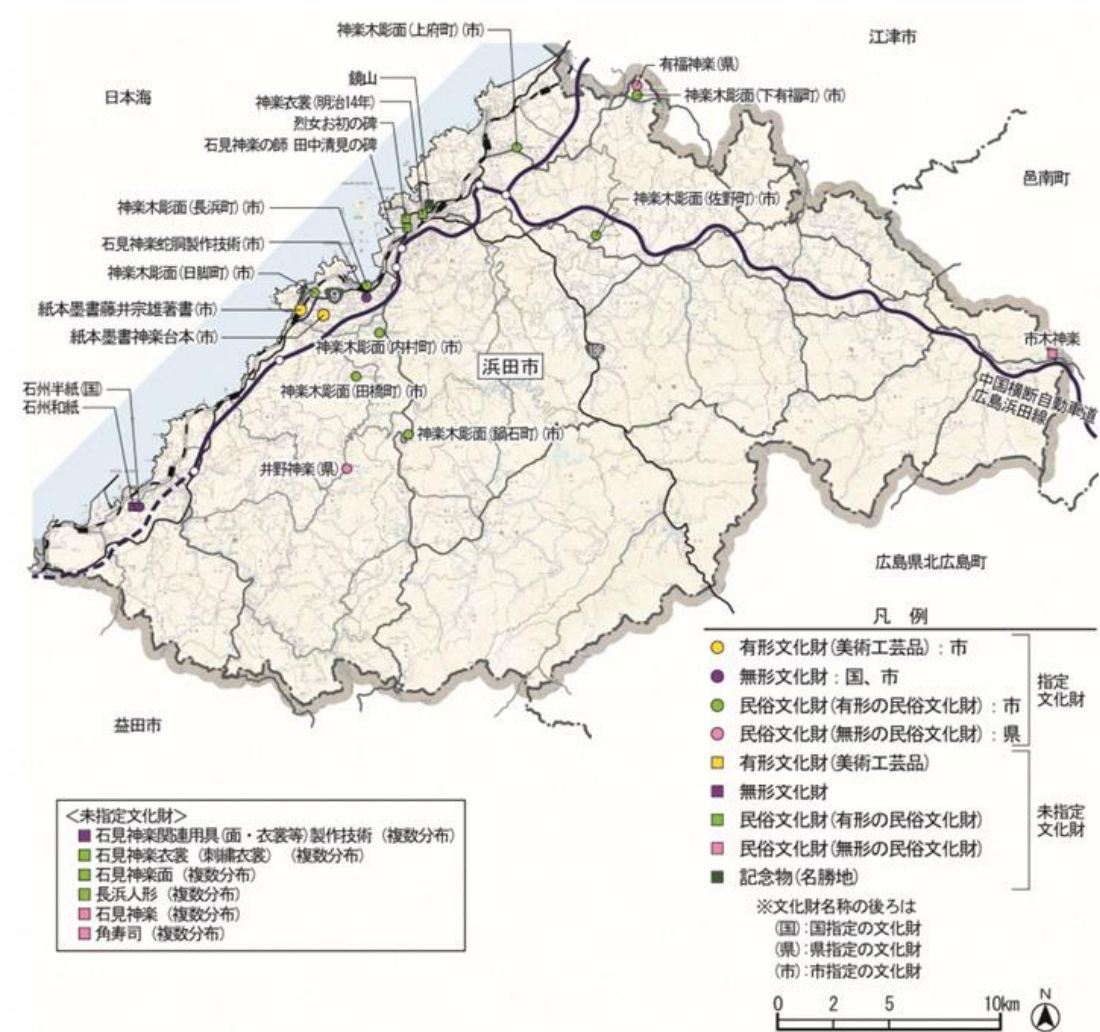 神楽木彫面(上府町)(市)
江津市
鏡山
有福神楽(県)
日本海
神楽衣裳(明治14年)
神楽木彫面(下有福町)(市)
烈女お初の碑
石見神楽の師 田中清見の碑
邑南町
神楽木彫面(長浜町)(市)
神楽木彫面(佐野町)(市)
石見神楽蛇胴製作技術(市)
神楽木彫面(日脚町)(市)
9
紙本墨書藤井宗雄著書(市)
紙本墨書神楽台本(市)
神楽木彫面(内村町)(市)
浜田市
市木神楽
神楽木彫面(田橋町)(市)
中国横断自動車道
広島浜田線
石州半紙(国)
石州和紙
神楽木彫面(鍋石町)(市)
井野神楽(県)
広島県北広島町
益田市
凡 例
有形文化財(美術工芸品):市
無形文化財:国、市
民俗文化財(有形の民俗文化財):市
民俗文化財(無形の民俗文化財):県
指定
文化財
有形文化財(美術工芸品)
無形文化財
民俗文化財(有形の民俗文化財)
民俗文化財(無形の民俗文化財)
記念物(名勝地)
未指定
文化財
※文化財名称の後ろは
(国):国指定の文化財
(県):県指定の文化財
(市):市指定の文化財
<未指定文化財>
石見神楽関連用具(面・衣裳等)製作技術(複数分布)
石見神楽衣裳(刺繍衣裳)(複数分布)
石見神楽面(複数分布)
長浜人形(複数分布)
石見神楽(複数分布)
角寿司(複数分布)
0 2 5 10km
N